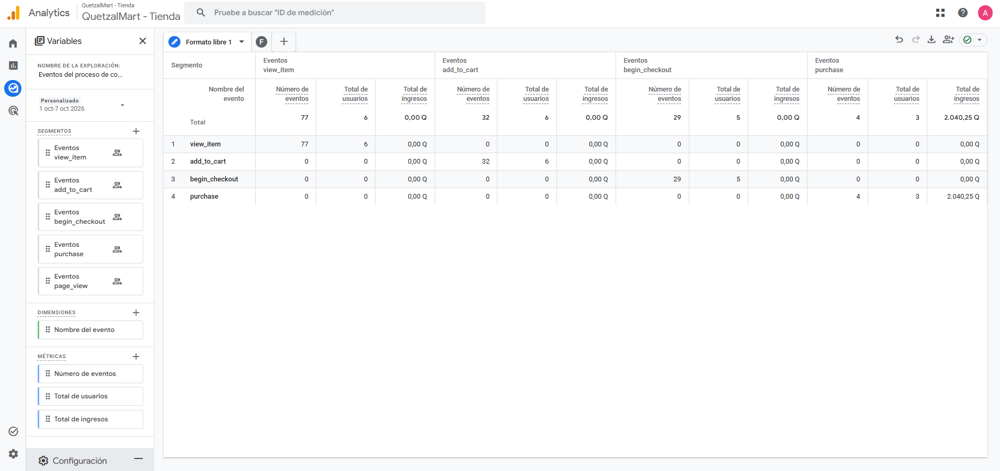 Analytics
QuetzalMart - Tienda
QuetzalMart - Tienda
Pruebe a buscar "ID de medición"
A
Variables
NOMBRE DE LA EXPLORACIÓN:
Eventos del proceso de co...
Personalizado
1 oct-7 oct 2026
SEGMENTOS
Eventos
view_item
Eventos
add_to_cart
Eventos
begin_checkout
Eventos
purchase
Eventos
page_view
DIMENSIONES
Nombre del evento
MÉTRICAS
Número de eventos
Total de usuarios
Total de ingresos
Configuración
Formato libre 1
F
Segmento
Eventos
view_item
Eventos
add_to_cart
Eventos
begin_checkout
Eventos
purchase
Nombre del
evento
Número de
eventos
Total de
usuarios
Total de
ingresos
Número de
eventos
Total de
usuarios
Total de
ingresos
Número de
eventos
Total de
usuarios
Total de
ingresos
Número de
eventos
Total de
usuarios
Total de
ingresos
Total 77 6 0,00 Q 32 6 0,00 Q 29 5 0,00 Q 4 3 2.040,25 Q
1 view_item 77 6 0,00 Q 0 0 0,00 Q 0 0 0,00 Q 0 0 0,00 Q
2 add_to_cart 0 0 0,00 Q 32 6 0,00 Q 0 0 0,00 Q 0 0 0,00 Q
3 begin_checkout 0 0 0,00 Q 0 0 0,00 Q 29 5 0,00 Q 0 0 0,00 Q
4 purchase 0 0 0,00 Q 0 0 0,00 Q 0 0 0,00 Q 4 3 2.040,25 Q